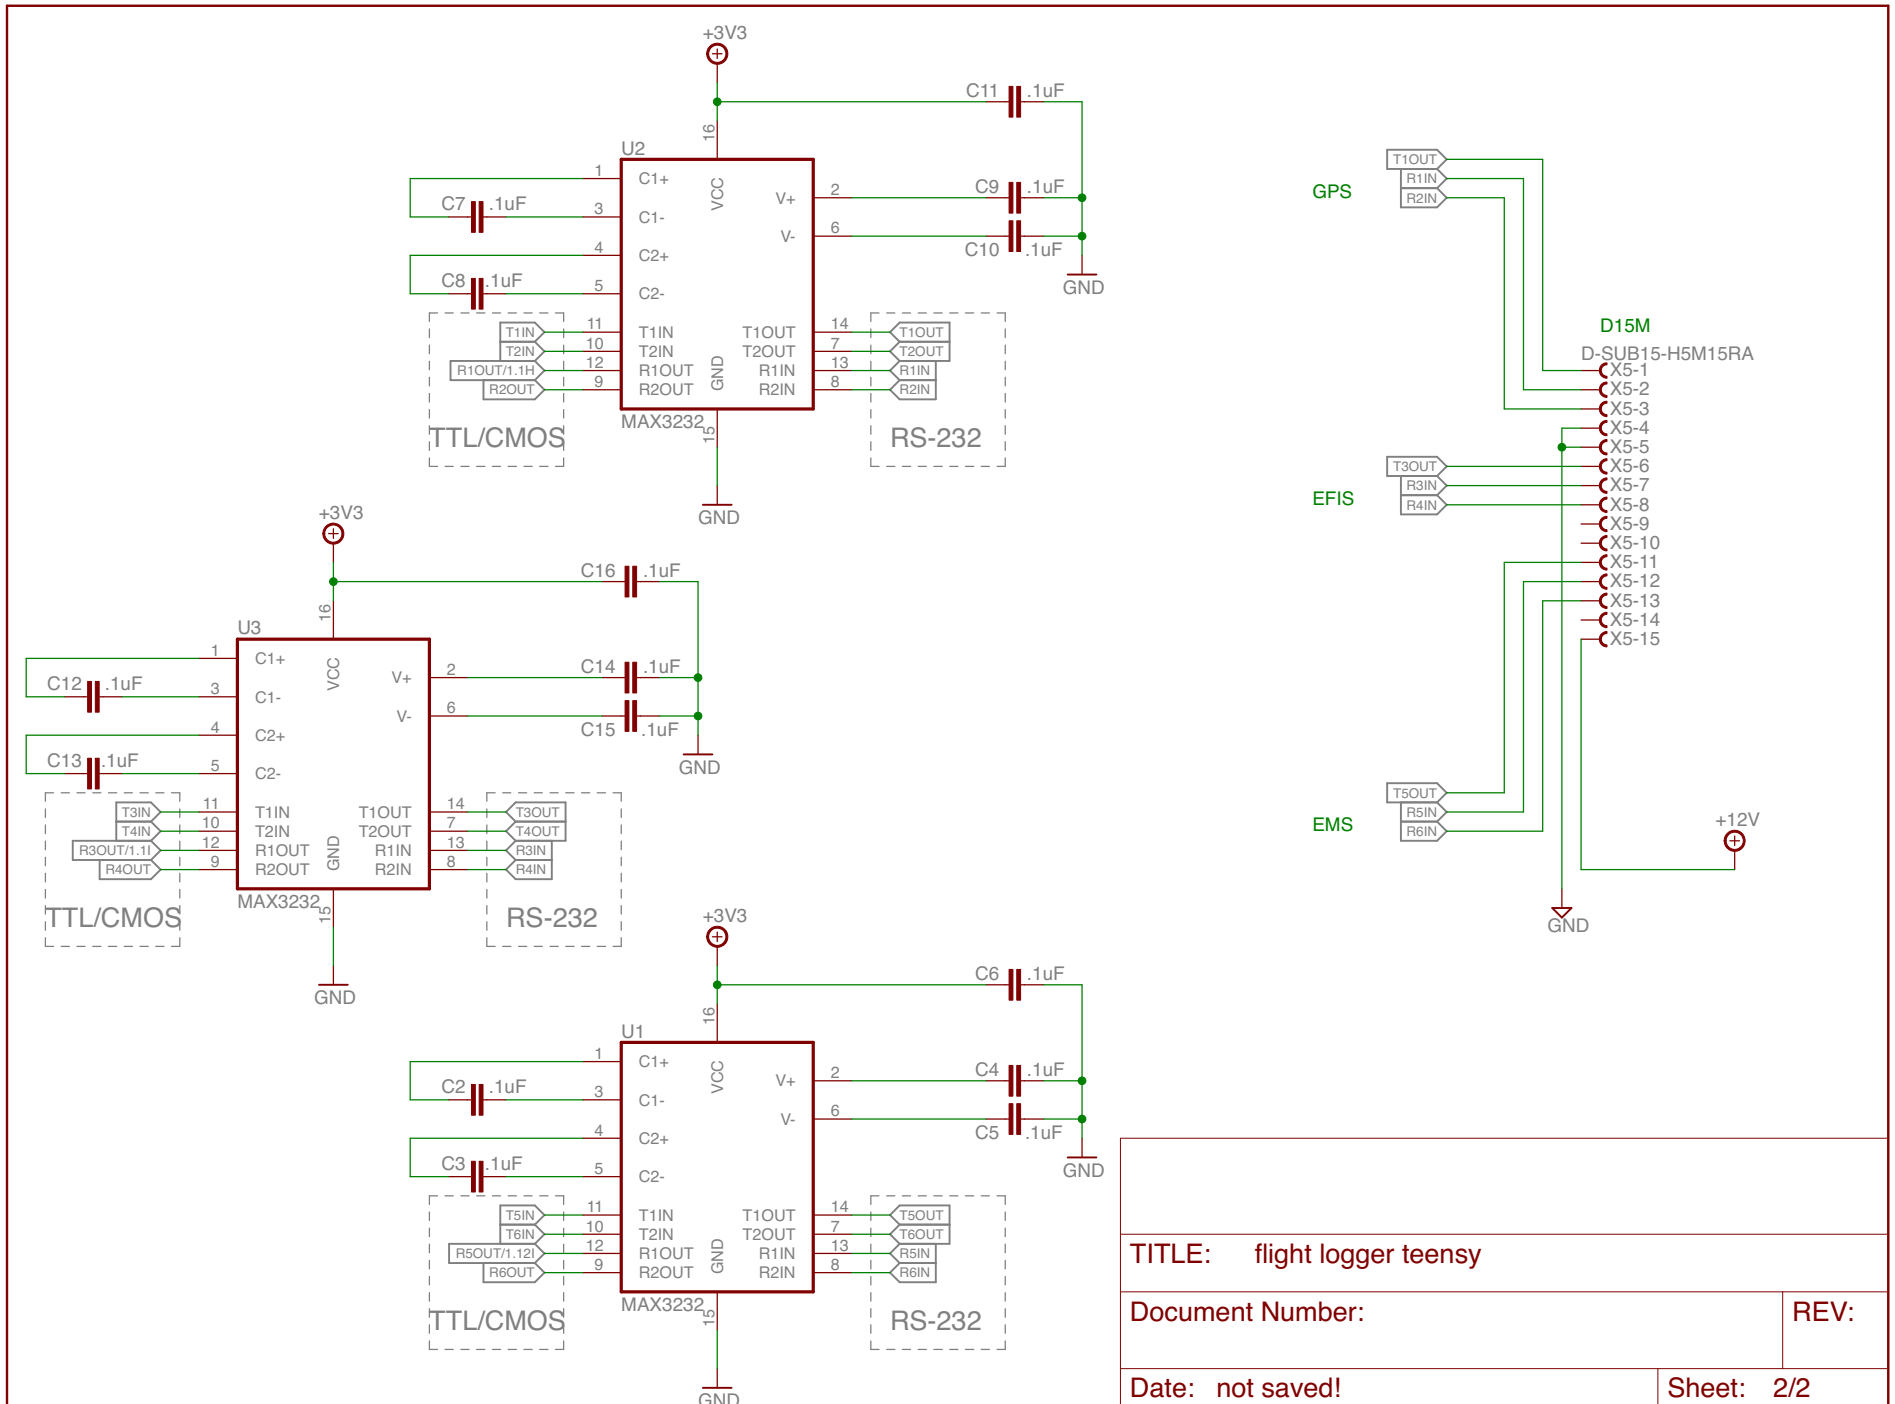 +3V3
C11 .1uF
16
U2
1 C1+
VCC
C7 .1uF
3 C1-
V+ 2
C9 .1uF
4 C2+
V- 6
C10 .1uF
C8 .1uF
5 C2-
GND
T1IN 11 T1IN
T1OUT 14 T1OUT
T2IN 10 T2IN
T2OUT 7 T2OUT
R1OUT/1.1H 12 R1OUT
GND
R1IN 13 R1IN
R2OUT 9 R2OUT
R2IN 8 R2IN
MAX3232
15
TTL/CMOS
RS-232
GND
GPS
T1OUT
R1IN
R2IN
D15M
D-SUB15-H5M15RA
X5-1
X5-2
X5-3
X5-4
X5-5
X5-6
X5-7
X5-8
X5-9
X5-10
X5-11
X5-12
X5-13
X5-14
X5-15
EFIS
T3OUT
R3IN
R4IN
EMS
T5OUT
R5IN
R6IN
+12V
GND
+3V3
C16 .1uF
16
U3
1 C1+
VCC
C12 .1uF
3 C1-
V+ 2
C14 .1uF
4 C2+
V- 6
C15 .1uF
C13 .1uF
5 C2-
GND
T3IN 11 T1IN
T1OUT 14 T3OUT
T4IN 10 T2IN
T2OUT 7 T4OUT
R3OUT/1.1I 12 R1OUT
GND
R1IN 13 R3IN
R4OUT 9 R2OUT
R2IN 8 R4IN
MAX3232
15
TTL/CMOS
RS-232
GND
+3V3
C6 .1uF
16
U1
1 C1+
VCC
C2 .1uF
3 C1-
V+ 2
C4 .1uF
4 C2+
V- 6
C5 .1uF
C3 .1uF
5 C2-
GND
T5IN 11 T1IN
T1OUT 14 T5OUT
T6IN 10 T2IN
T2OUT 7 T6OUT
R5OUT/1.12I 12 R1OUT
GND
R1IN 13 R5IN
R6OUT 9 R2OUT
R2IN 8 R6IN
MAX3232
15
TTL/CMOS
RS-232
GND
TITLE: flight logger teensy
Document Number:
REV:
Date: not saved!
Sheet: 2/2